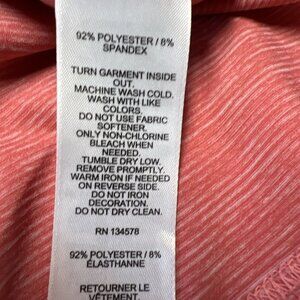 92% POLYESTER / 8%
SPANDEX
TURN GARMENT INSIDE
OUT.
MACHINE WASH COLD.
WASH WITH LIKE
COLORS.
DO NOT USE FABRIC
SOFTENER.
ONLY NON-CHLORINE
BLEACH WHEN
NEEDED.
TUMBLE DRY LOW.
REMOVE PROMPTLY.
WARM IRON IF NEEDED
ON REVERSE SIDE.
DO NOT IRON
DECORATION.
DO NOT DRY CLEAN.
RN 134578
92% POLYESTER / 8%
ÉLASTHANNE
RETOURNER LE
VÊTEMENT.